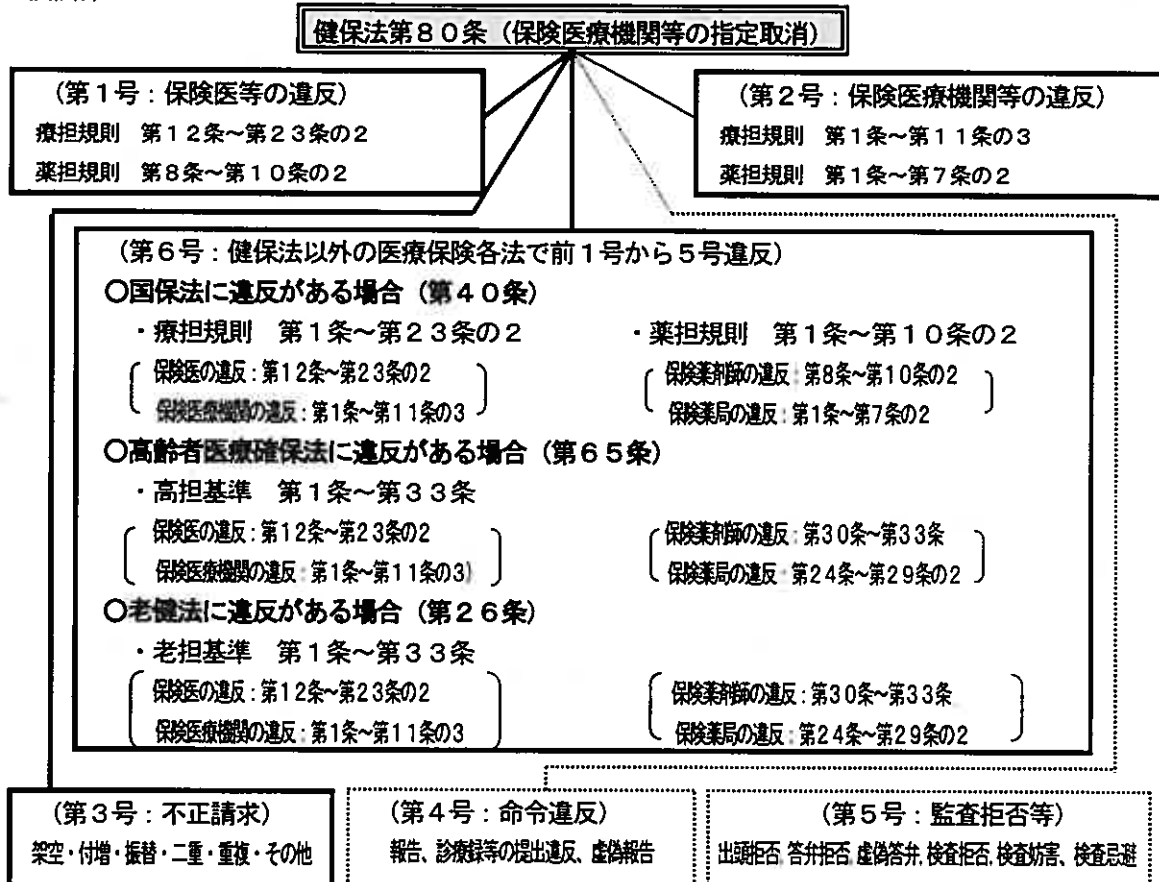 健保法第80条（保険医療機関等の指定取消）
（第1号：保険医等の違反）
療担規則　第12条～第23条の2
薬担規則　第8条～第10条の2
（第2号：保険医療機関等の違反）
療担規則　第1条～第11条の3
薬担規則　第1条～第7条の2
（第6号：健保法以外の医療保険各法で前1号から5号違反）
○国保法に違反がある場合（第40条）
・療担規則　第1条～第23条の2
保険医の違反：第12条～第23条の2
保険医療機関の違反：第1条～第11条の3
・薬担規則　第1条～第10条の2
保険薬剤師の違反：第8条～第10条の2
保険薬局の違反：第1条～第7条の2
○高齢者医療確保法に違反がある場合（第65条）
・高担基準　第1条～第33条
保険医の違反：第12条～第23条の2
保険医療機関の違反：第1条～第11条の3）
保険薬剤師の違反：第30条～第33条
保険薬局の違反：第24条～第29条の2
○老健法に違反がある場合（第26条）
・老担基準　第1条～第33条
保険医の違反：第12条～第23条の2
保険医療機関の違反：第1条～第11条の3
保険薬剤師の違反：第30条～第33条
保険薬局の違反：第24条～第29条の2
（第3号：不正請求）
架空・付増・振替・二重・重複・その他
（第4号：命令違反）
報告、診療録等の提出違反、虚偽報告
（第5号：監査拒否等）
出頭拒否、答弁拒否、虚偽答弁、検査拒否、検査妨害、検査忌避